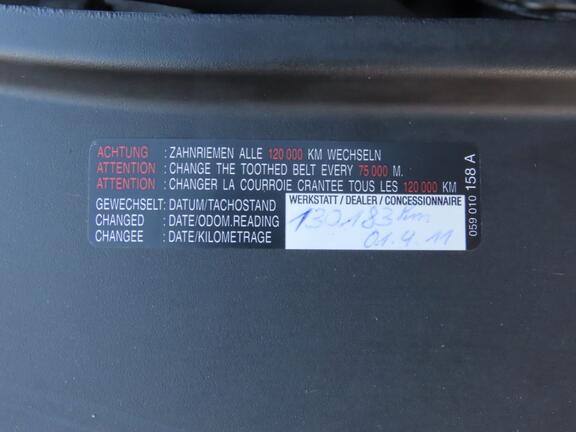 ACHTUNG : ZAHNRIEMEN ALLE 120 000 KM WECHSELN
ATTENTION : CHANGE THE TOOTHED BELT EVERY 75 000 M.
ATTENTION : CHANGER LA COURROIE CRANTEE TOUS LES 120 000 KM
GEWECHSELT: DATUM/TACHOSTAND
CHANGED : DATE/ODOM.READING
CHANGEE : DATE/KILOMETRAGE
WERKSTATT / DEALER / CONCESSIONNAIRE
130.183 Km
01.4.11
059 010 158 A